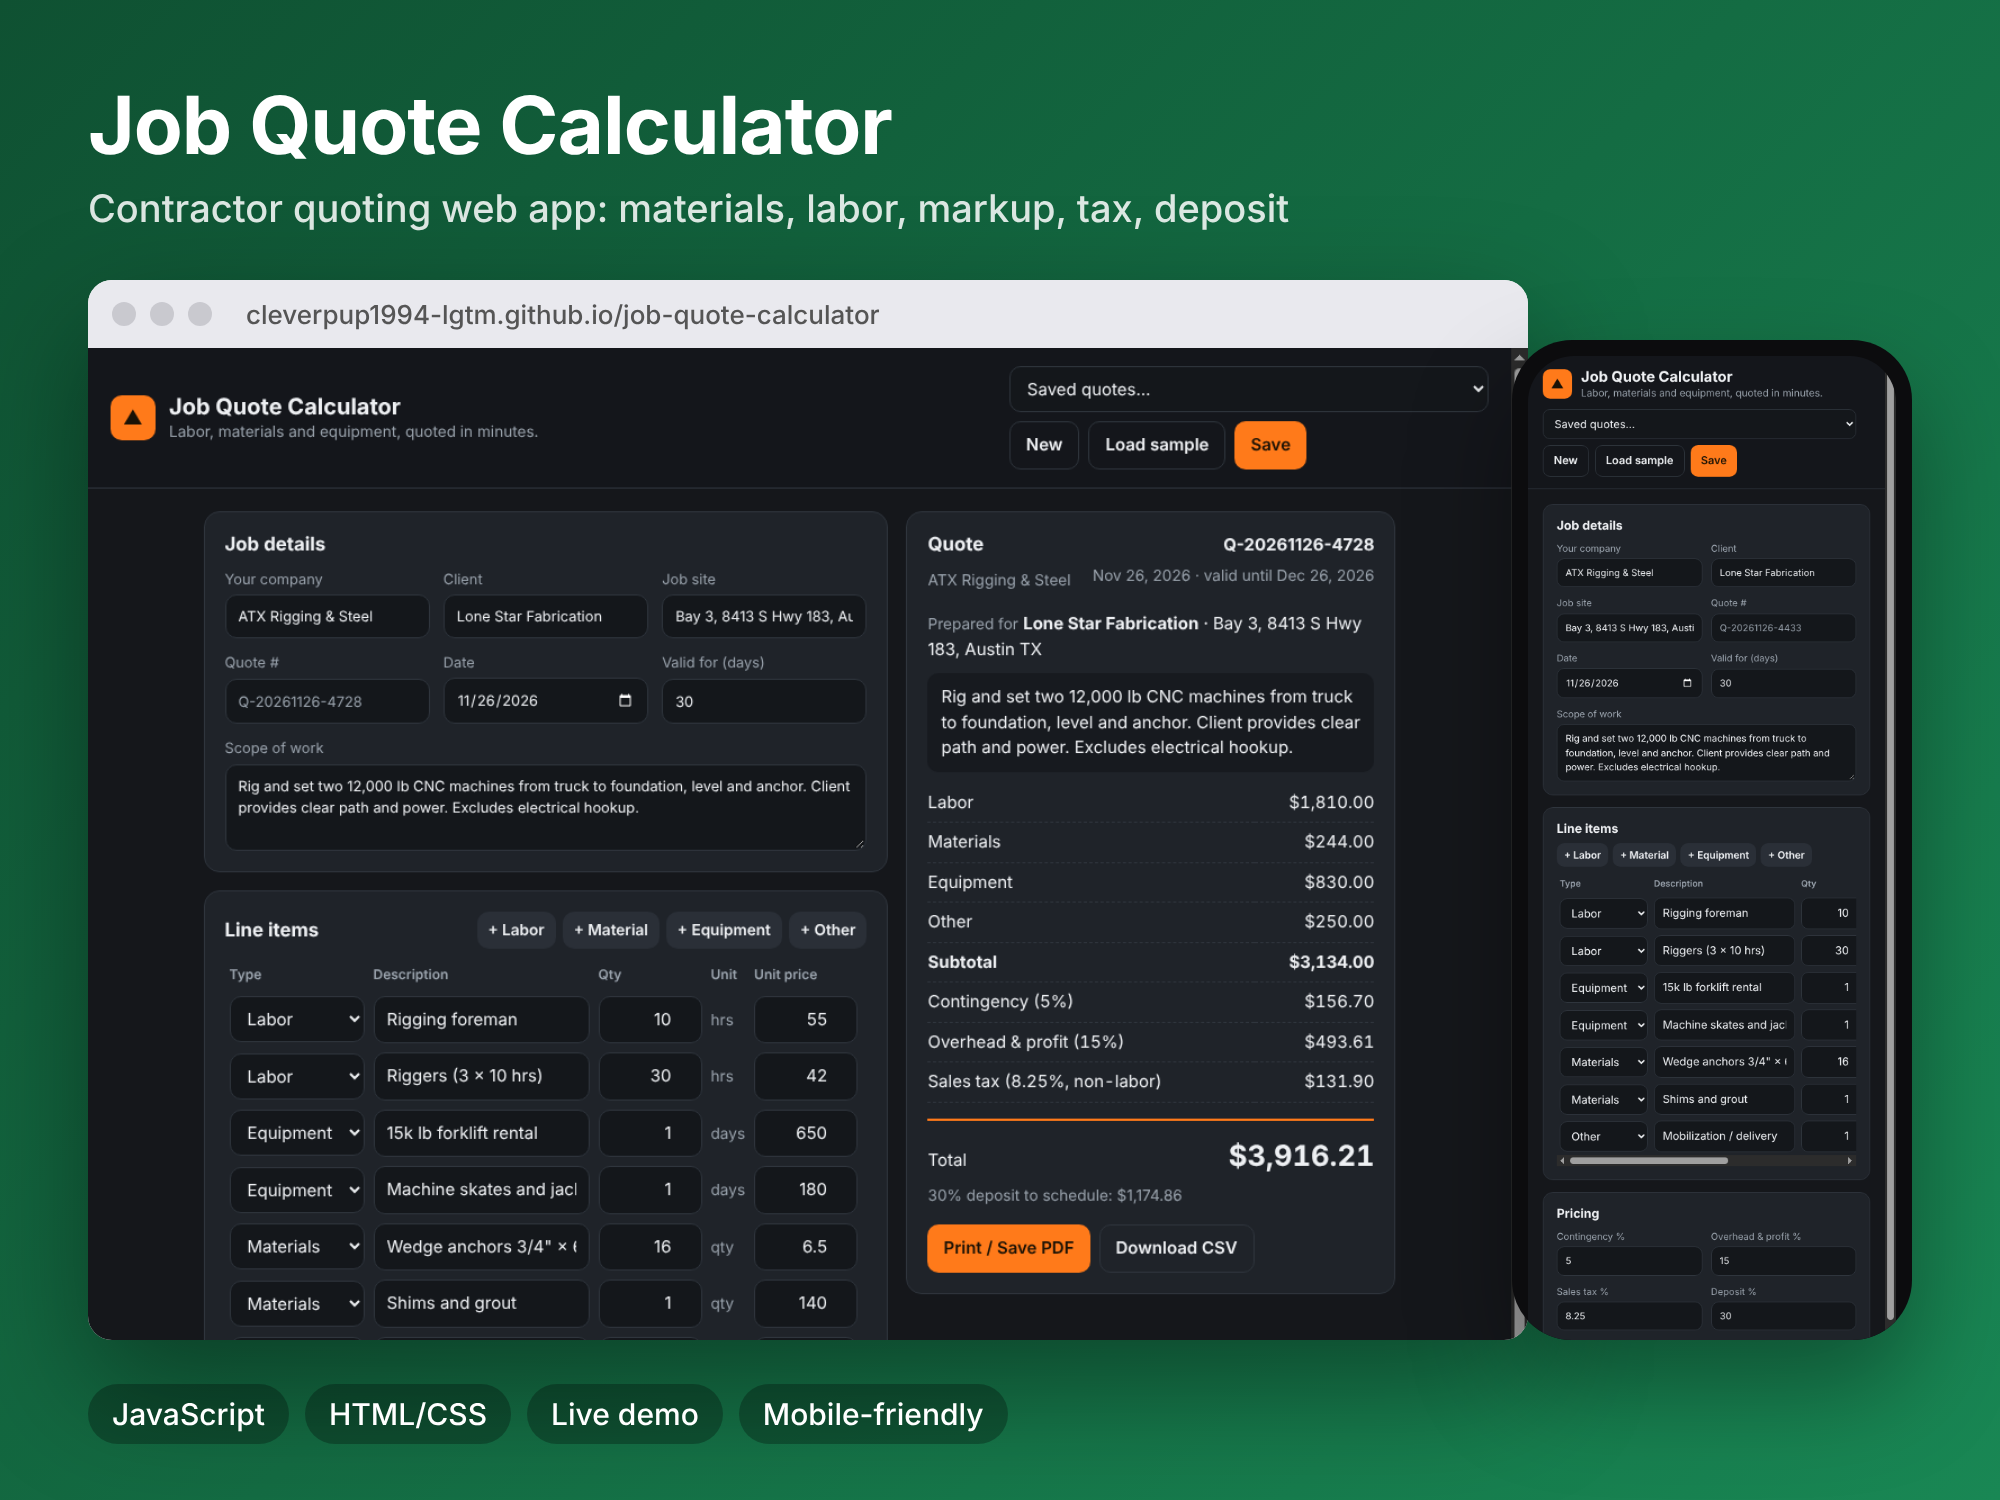 Job Quote Calculator
Contractor quoting web app: materials, labor, markup, tax, deposit
cleverpup1994-lgtm.github.io/job-quote-calculator
Job Quote Calculator
Labor, materials and equipment, quoted in minutes.
Saved quotes...
New
Load sample
Save
Job details
Your company
Client
Job site
ATX Rigging & Steel
Lone Star Fabrication
Bay 3, 8413 S Hwy 183, Au
Quote #
Date
Valid for (days)
Q-20261126-4728
11/26/2026
30
Scope of work
Rig and set two 12,000 lb CNC machines from truck to foundation, level and anchor. Client
provides clear path and power. Excludes electrical hookup.
Line items
+ Labor
+ Material
+ Equipment
+ Other
Type
Description
Qty
Unit
Unit price
Labor
Rigging foreman
10
hrs
55
Labor
Riggers (3 × 10 hrs)
30
hrs
42
Equipment
15k lb forklift rental
1
days
650
Equipment
Machine skates and jac
1
days
180
Materials
Wedge anchors 3/4" ×
16
qty
6.5
Materials
Shims and grout
1
qty
140
Quote
Q-20261126-4728
ATX Rigging & Steel
Nov 26, 2026 · valid until Dec 26, 2026
Prepared for Lone Star Fabrication · Bay 3, 8413 S Hwy
183, Austin TX
Rig and set two 12,000 lb CNC machines from truck
to foundation, level and anchor. Client provides clear
path and power. Excludes electrical hookup.
Labor
$1,810.00
Materials
$244.00
Equipment
$830.00
Other
$250.00
Subtotal
$3,134.00
Contingency (5%)
$156.70
Overhead & profit (15%)
$493.61
Sales tax (8.25%, non-labor)
$131.90
Total
$3,916.21
30% deposit to schedule: $1,174.86
Print / Save PDF
Download CSV
Job Quote Calculator
Labor, materials and equipment, quoted in minutes.
Saved quotes...
New
Load sample
Save
Job details
Your company
Client
ATX Rigging & Steel
Lone Star Fabrication
Job site
Quote #
Bay 3, 8413 S Hwy 183, Austi
Q-20261126-4433
Date
Valid for (days)
11/26/2026
30
Scope of work
Rig and set two 12,000 lb CNC machines from truck to
foundation, level and anchor. Client provides clear path and
power. Excludes electrical hookup.
Line items
+ Labor
+ Material
+ Equipment
+ Other
Type
Description
Qty
Labor
Rigging foreman
10
Labor
Riggers (3 × 10 hrs)
30
Equipment
15k lb forklift rental
1
Equipment
Machine skates and jac
1
Materials
Wedge anchors 3/4" ×
16
Materials
Shims and grout
1
Other
Mobilization / delivery
1
Pricing
Contingency %
Overhead & profit %
5
15
Sales tax %
Deposit %
8.25
30
JavaScript
HTML/CSS
Live demo
Mobile-friendly